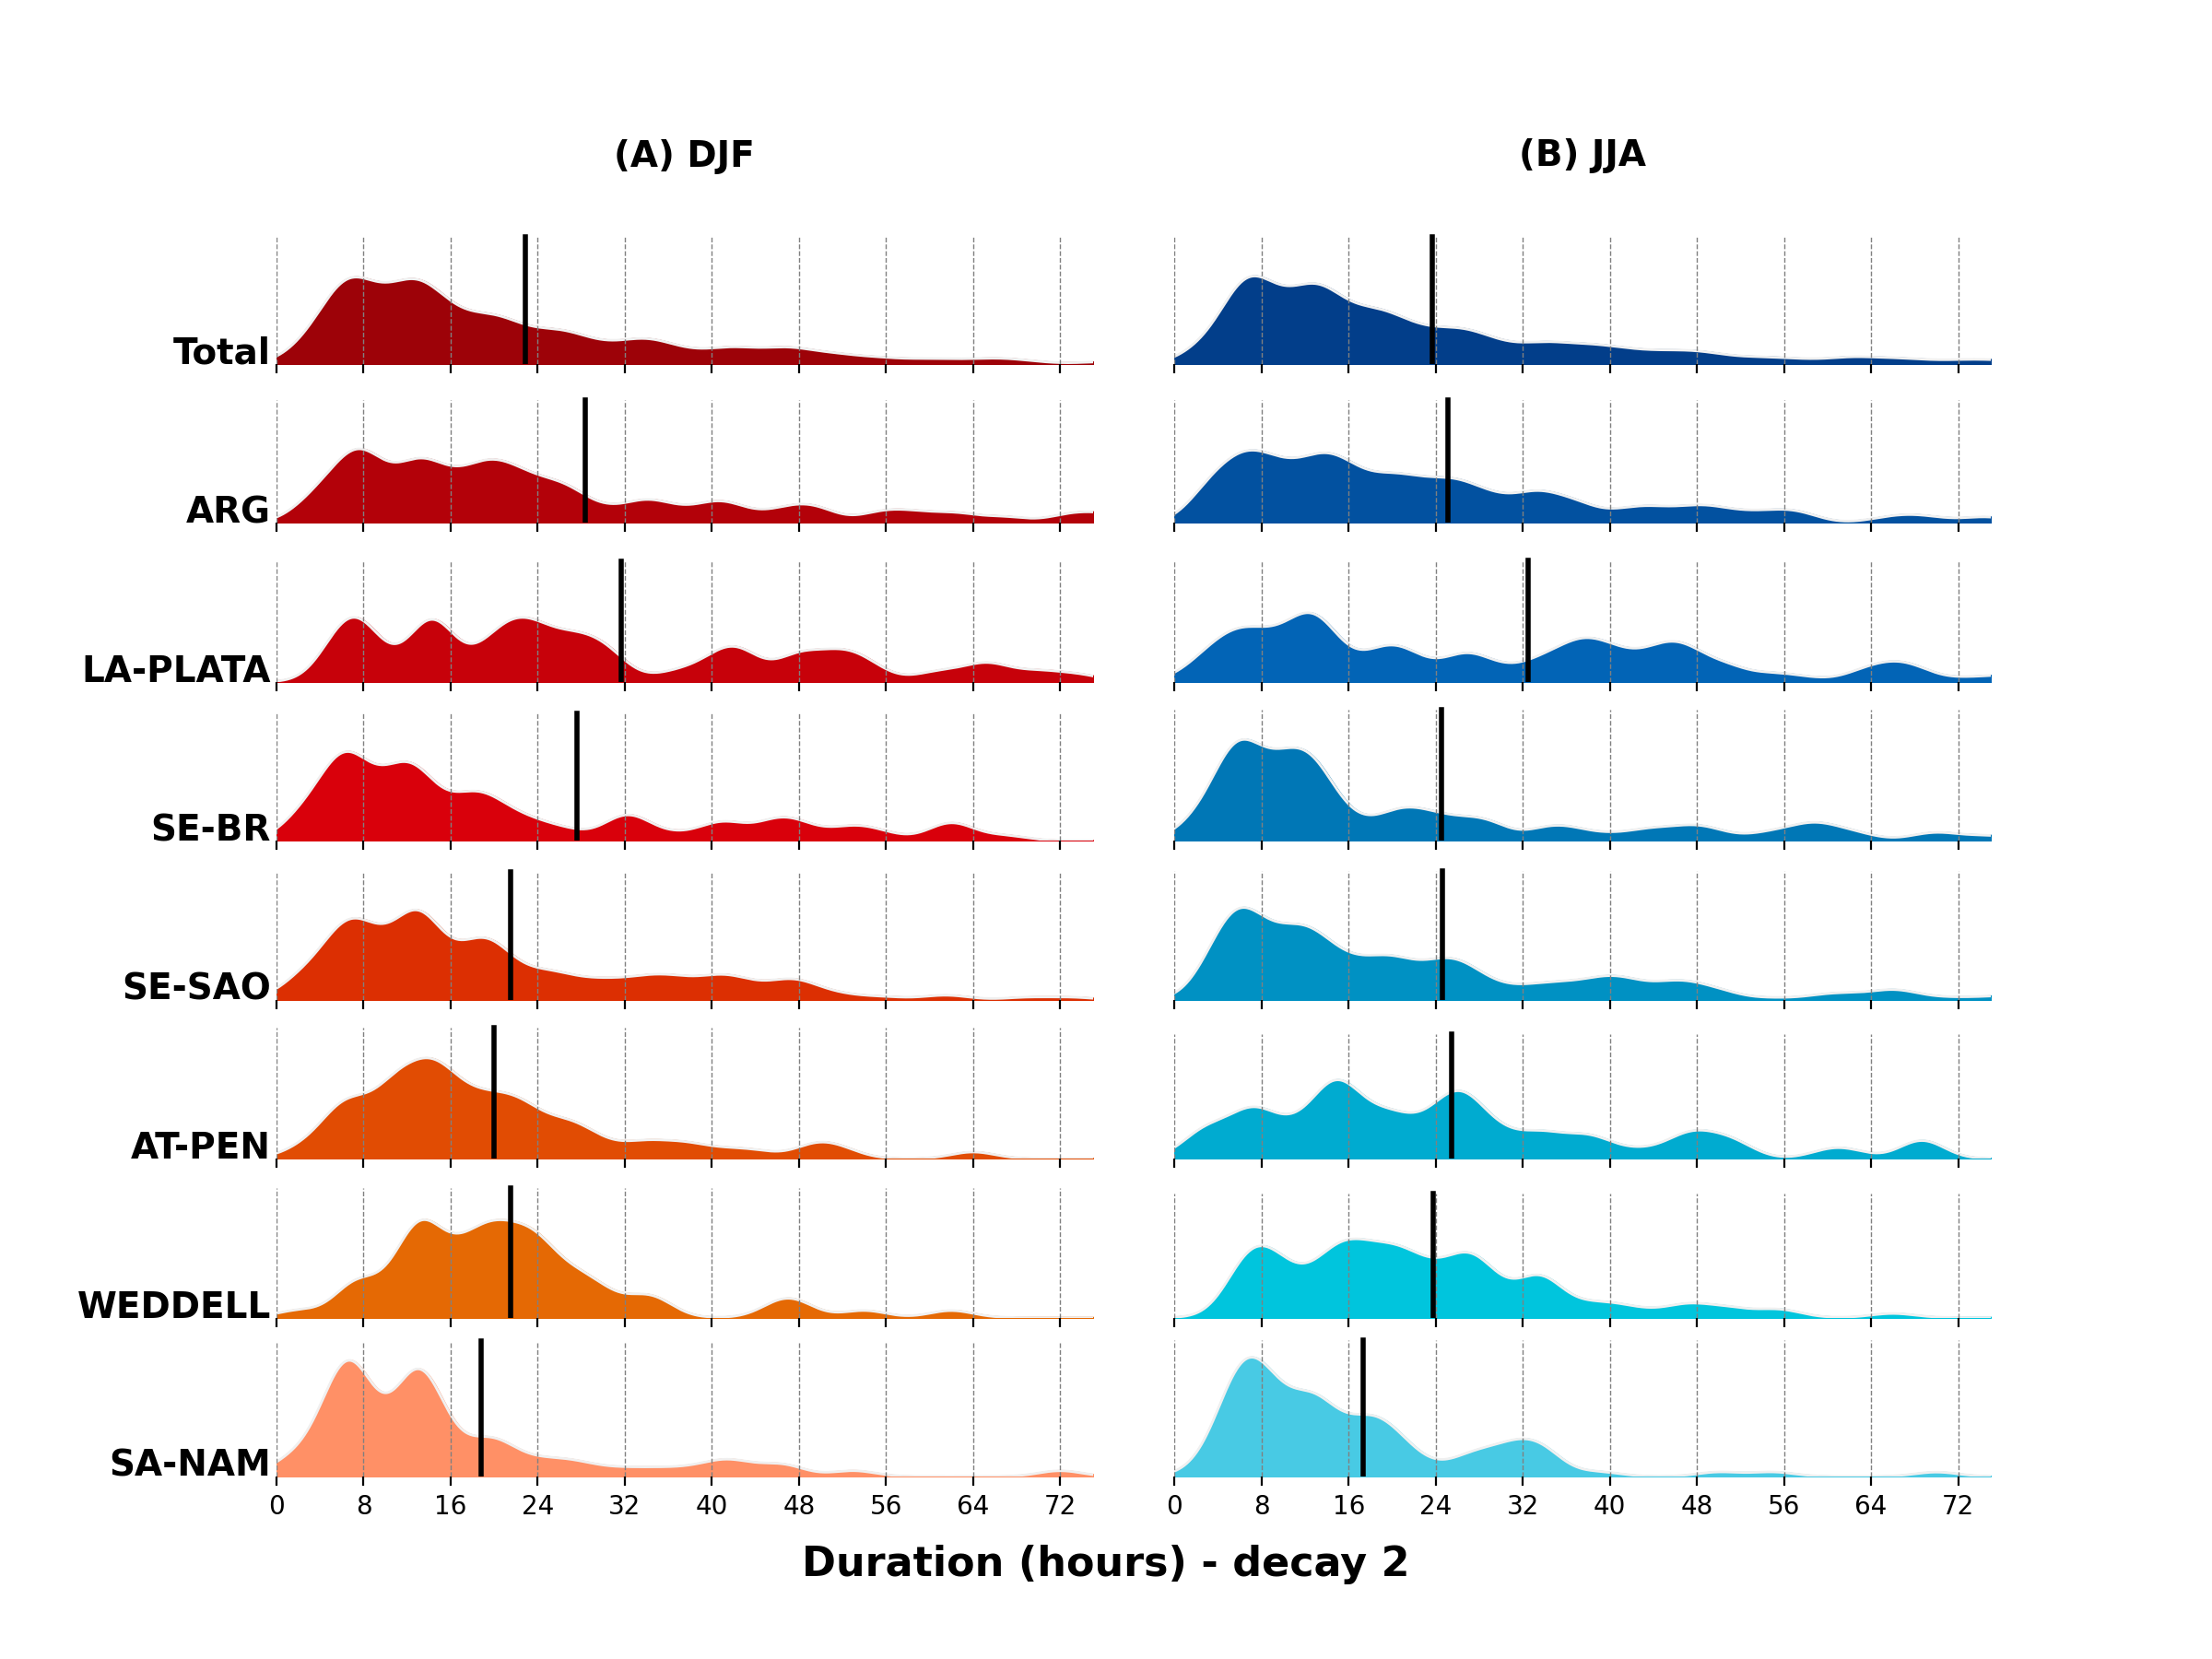 (A) DJF
(B) JJA
Total
ARG
LA-PLATA
SE-BR
SE-SAO
AT-PEN
WEDDELL
SA-NAM
0 8 16 24 32 40 48 56 64 72
0 8 16 24 32 40 48 56 64 72
Duration (hours) - decay 2